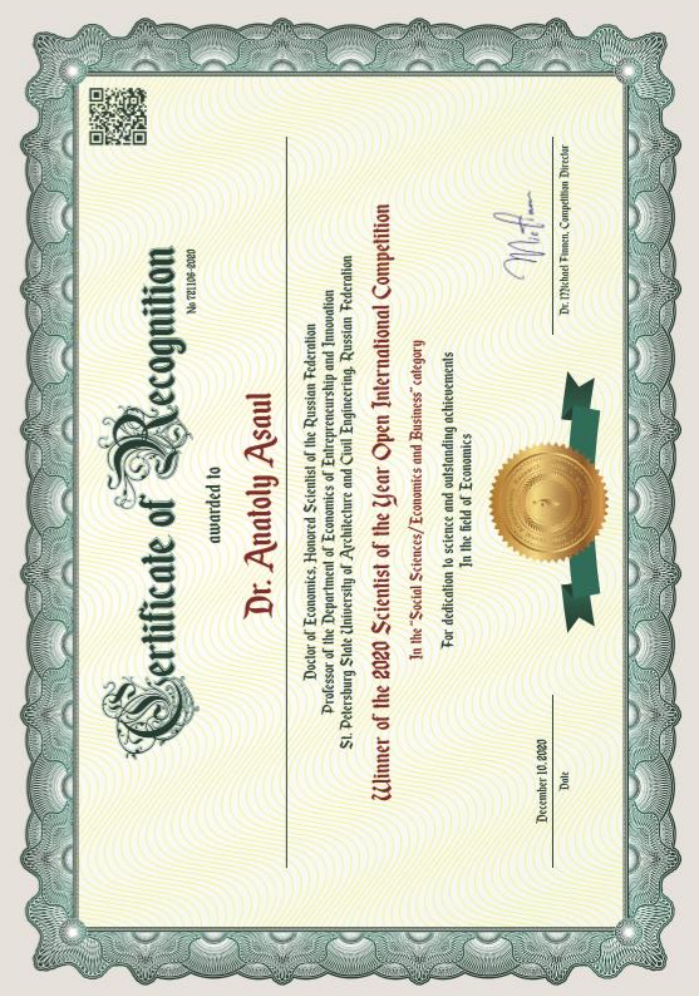 Certificate of Recognition
No 721106-2020
awarded to
Dr. Anatoly Asaul
Doctor of Economics, Honored Scientist of the Russian Federation
Professor of the Department of Economics of Entrepreneurship and Innovation
St. Petersburg State University of Architecture and Civil Engineering, Russian Federation
Winner of the 2020 Scientist of the Year Open International Competition
In the "Social Sciences/Economics and Business" category
For dedication to science and outstanding achievements
In the field of Economics
December 10, 2020
Date
Dr. Michael Finnen, Competition Director